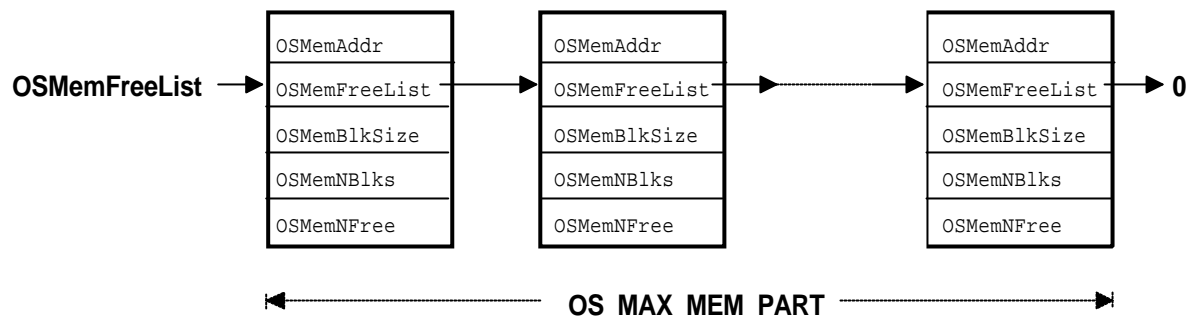 OSMemAddr OSMemAddr OSMemAddr
OSMemFreeList OSMemFreeList OSMemFreeList OSMemFreeList 0
OSMemBlkSize OSMemBlkSize OSMemBlkSize
OSMemNBlks OSMemNBlks OSMemNBlks
OSMemNFree OSMemNFree OSMemNFree
OS MAX MEM PART